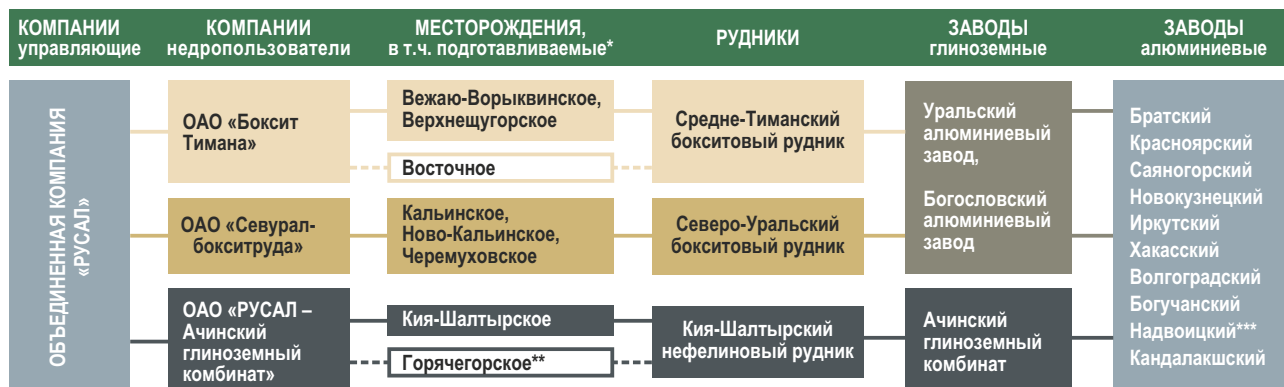 КОМПАНИИ
управляющие
КОМПАНИИ
недропользователи
МЕСТОРОЖДЕНИЯ,
в т.ч. подготавливаемые*
РУДНИКИ
ЗАВОДЫ
глиноземные
ЗАВОДЫ
алюминиевые
ОБЪЕДИНЕННАЯ КОМПАНИЯ
«РУСАЛ»
ОАО «Боксит
Тимана»
Вежаю-Ворыквинское,
Верхнещугорское
Восточное
Средне-Тиманский
бокситовый рудник
ОАО «Севурал-
бокситруда»
Кальинское,
Ново-Кальинское,
Черемуховское
Северо-Уральский
бокситовый рудник
Уральский
алюминиевый
завод,
Богословский
алюминиевый
завод
ОАО «РУСАЛ –
Ачинский
глиноземный
комбинат»
Кия-Шалтырское
Горячегорское**
Кия-Шалтырский
нефелиновый рудник
Ачинский
глиноземный
комбинат
Братский
Красноярский
Саяногорский
Новокузнецкий
Иркутский
Хакасский
Волгоградский
Богучанский
Надвоицкий***
Кандалакшский